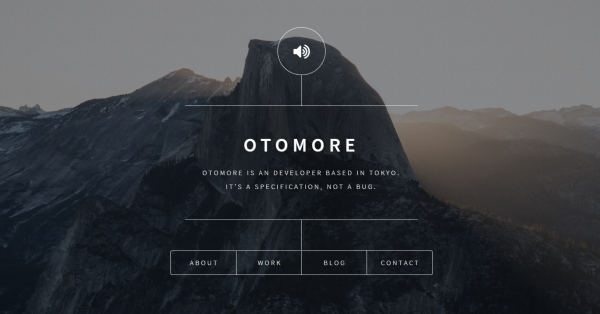 OTOMORE
OTOMORE IS AN DEVELOPER BASED IN TOKYO.
IT'S A SPECIFICATION, NOT A BUG.
ABOUT
WORK
BLOG
CONTACT